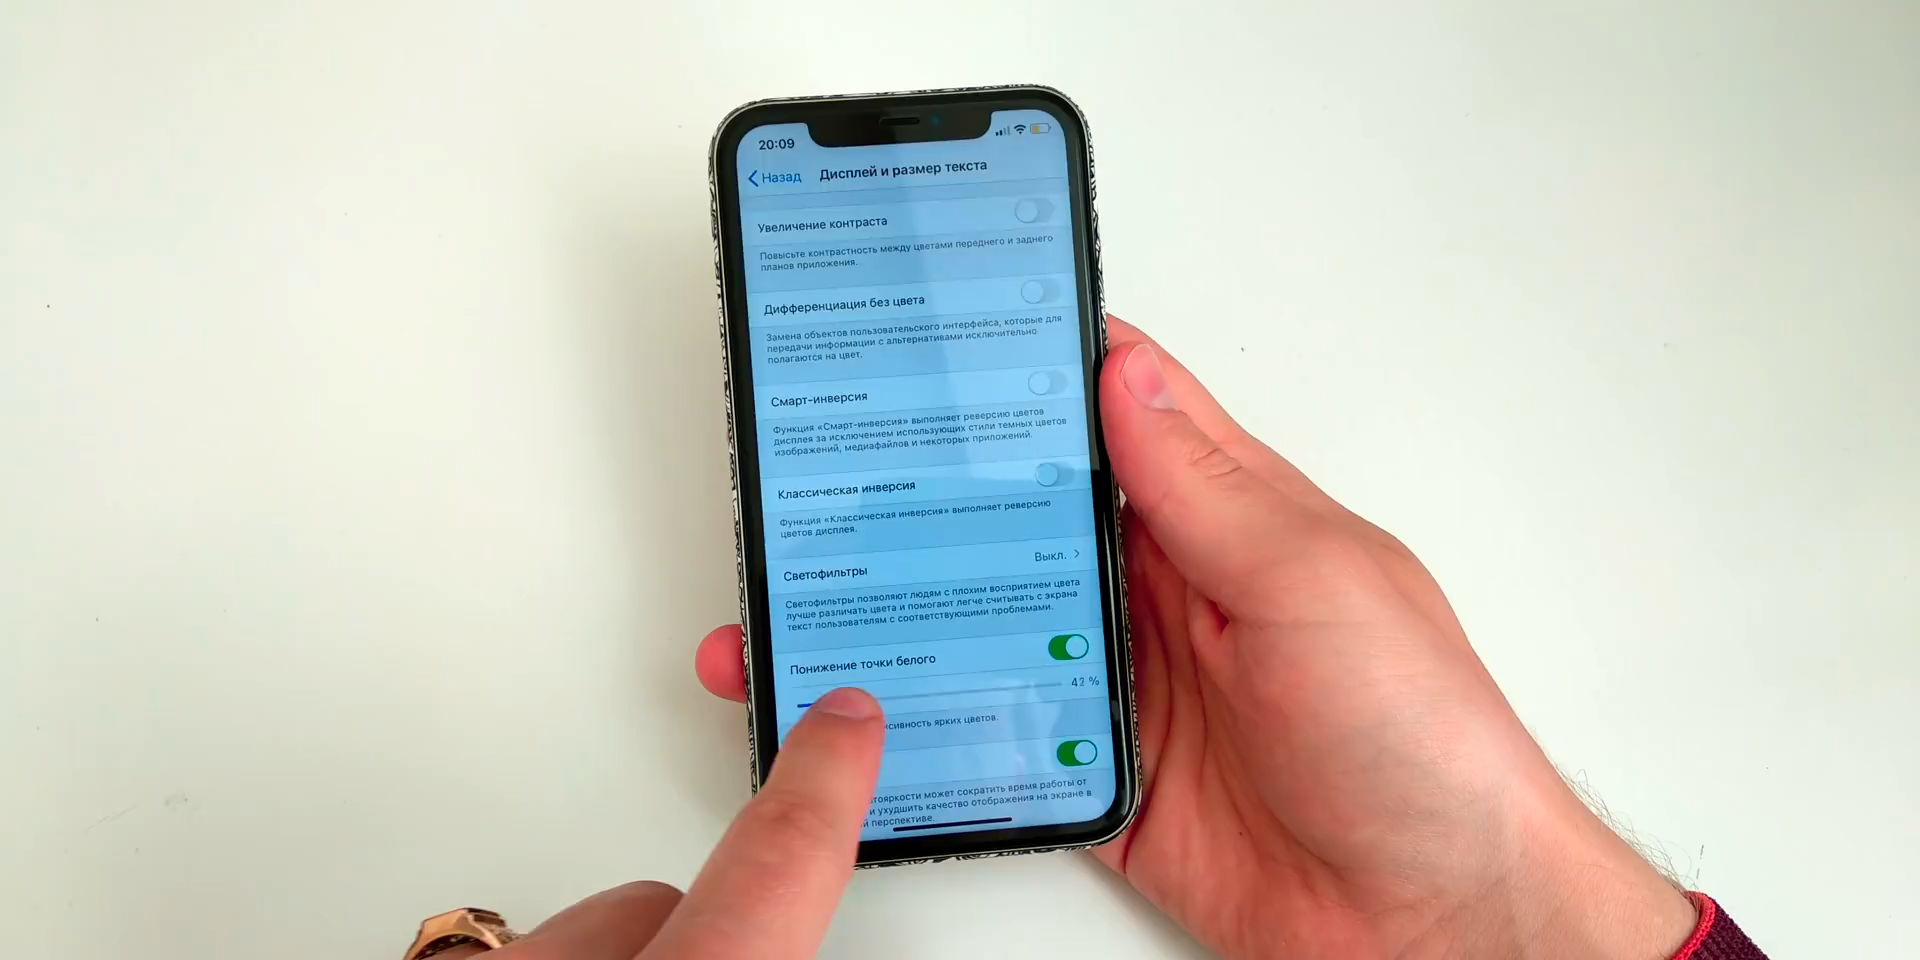 20:09
Назад
Дисплей и размер текста
Увеличение контраста
Повысьте контрастность между цветами переднего и заднего
планов приложения.
Дифференциация без цвета
Замена объектов пользовательского интерфейса, которые для
передачи информации с альтернативами исключительно
полагаются на цвет.
Смарт-инверсия
Функция «Смарт-инверсия» выполняет реверсию цветов
дисплея за исключением использующих стили темных цветов
изображений, медиафайлов и некоторых приложений.
Классическая инверсия
Функция «Классическая инверсия» выполняет реверсию
цветов дисплея.
Светофильтры
Выкл.
Светофильтры позволяют людям с плохим восприятием цвета
лучше различать цвета и помогают легче считывать с экрана
текст пользователям с соответствующими проблемами.
Понижение точки белого
42 %
ярких цветов.
может сократить время работы от
и ухудшить качество отображения на экране в
перспективе.